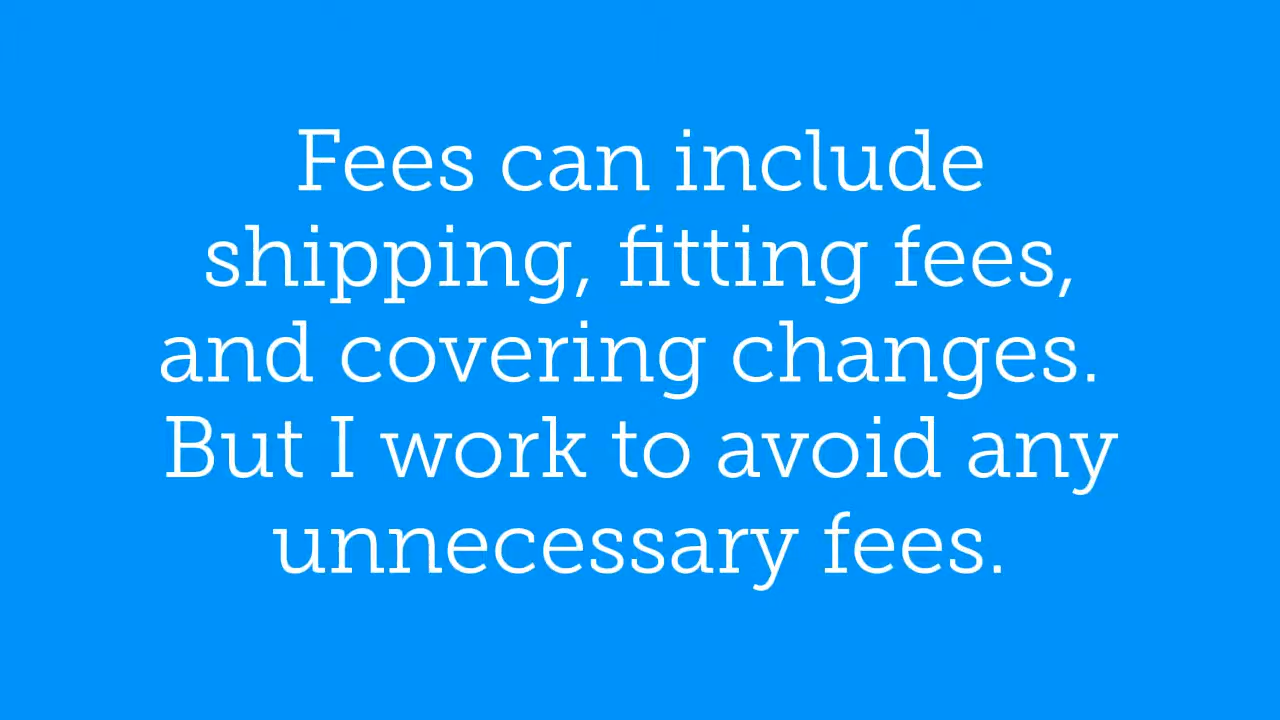 Fees can include
shipping, fitting fees,
and covering changes.
But I work to avoid any
unnecessary fees.